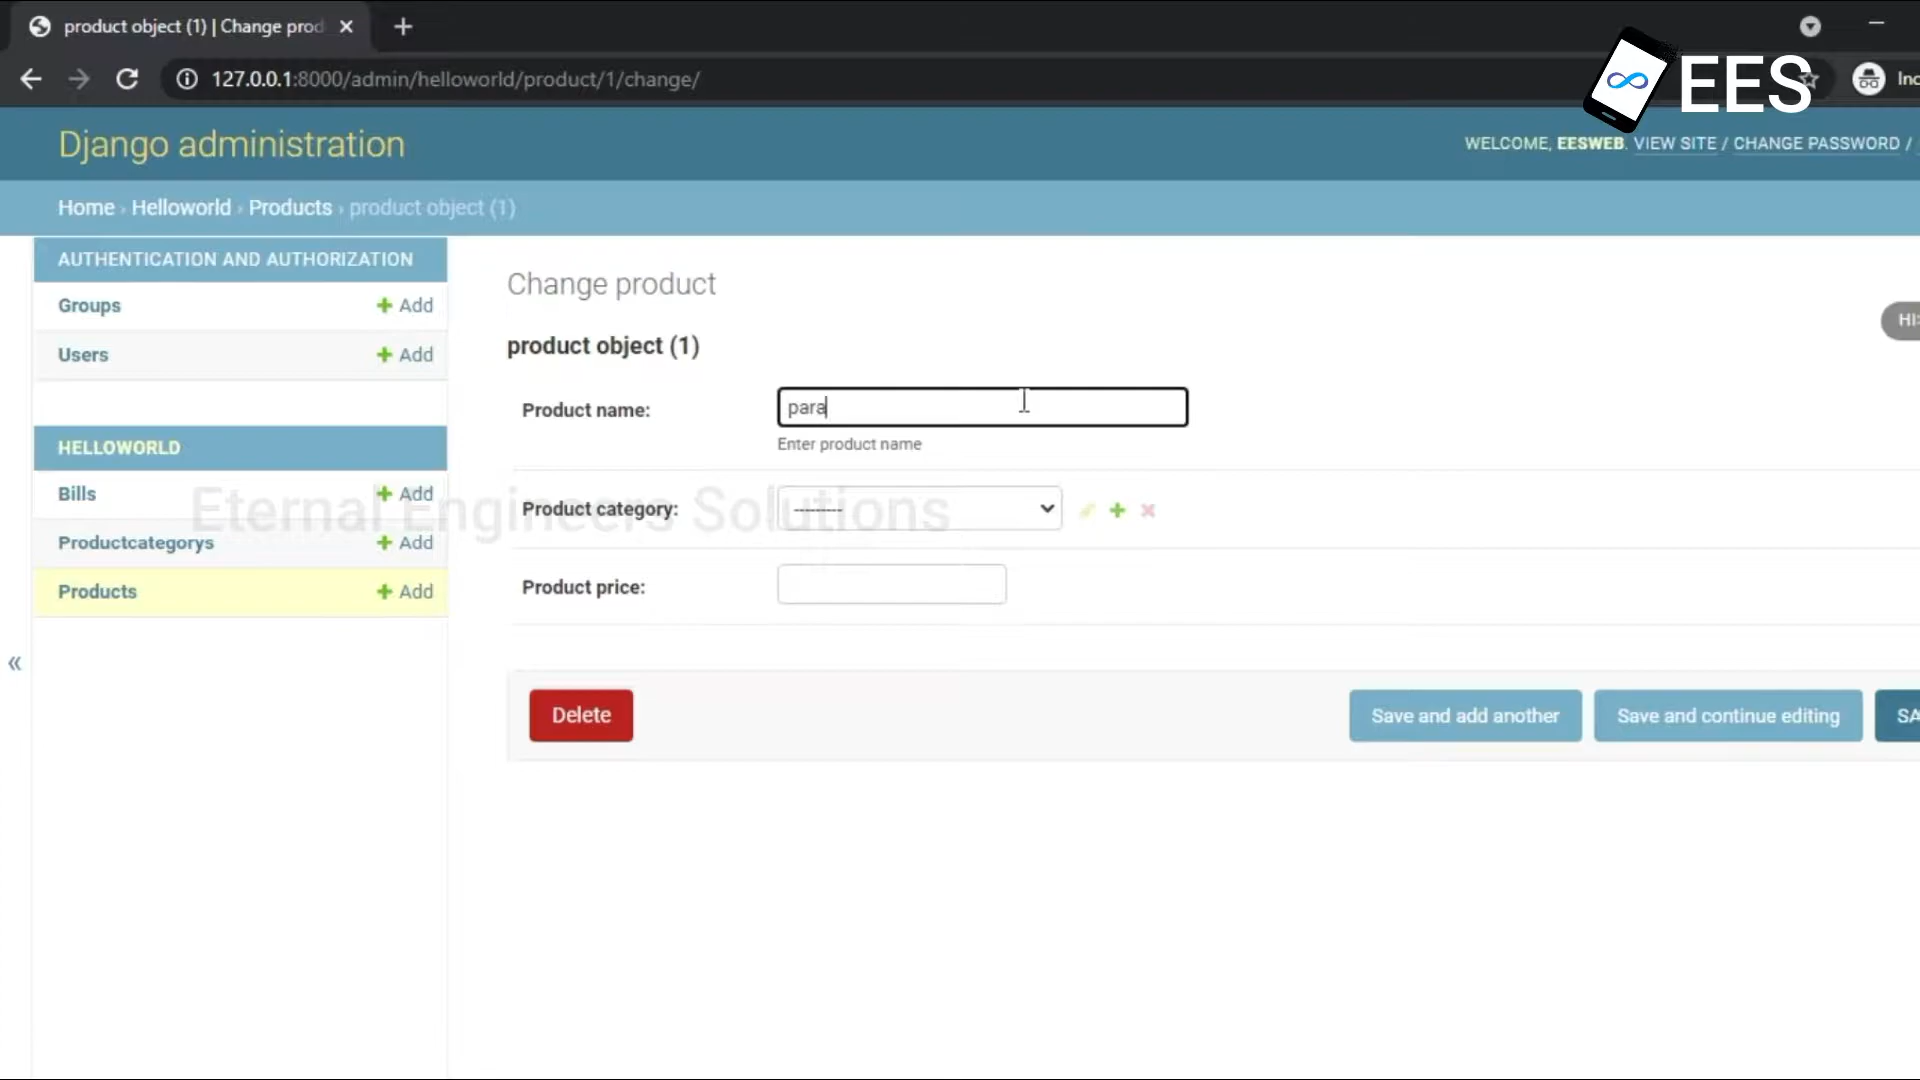 product object (1) | Change prod
127.0.0.1:8000/admin/helloworld/product/1/change/
EES
Django administration
WELCOME, EESWEB. VIEW SITE / CHANGE PASSWORD /
Home › Helloworld › Products › product object (1)
AUTHENTICATION AND AUTHORIZATION
Groups + Add
Users + Add
HELLOWORLD
Bills + Add
Productcategorys + Add
Products + Add
«
Change product
product object (1)
Product name: para
Enter product name
Product category: ---------
Product price:
Eternal Engineers Solutions
Delete
Save and add another
Save and continue editing